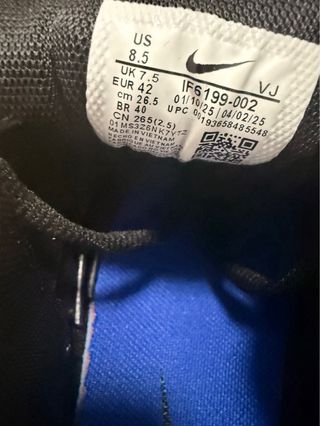 US
8.5
UK 7.5
EUR 42
cm 26.5
BR 40
CN 265(2.5)
IF6199-002
VJ
01/10/25 / 04/02/25
UPC 00193658485548
MADE IN VIETNAM